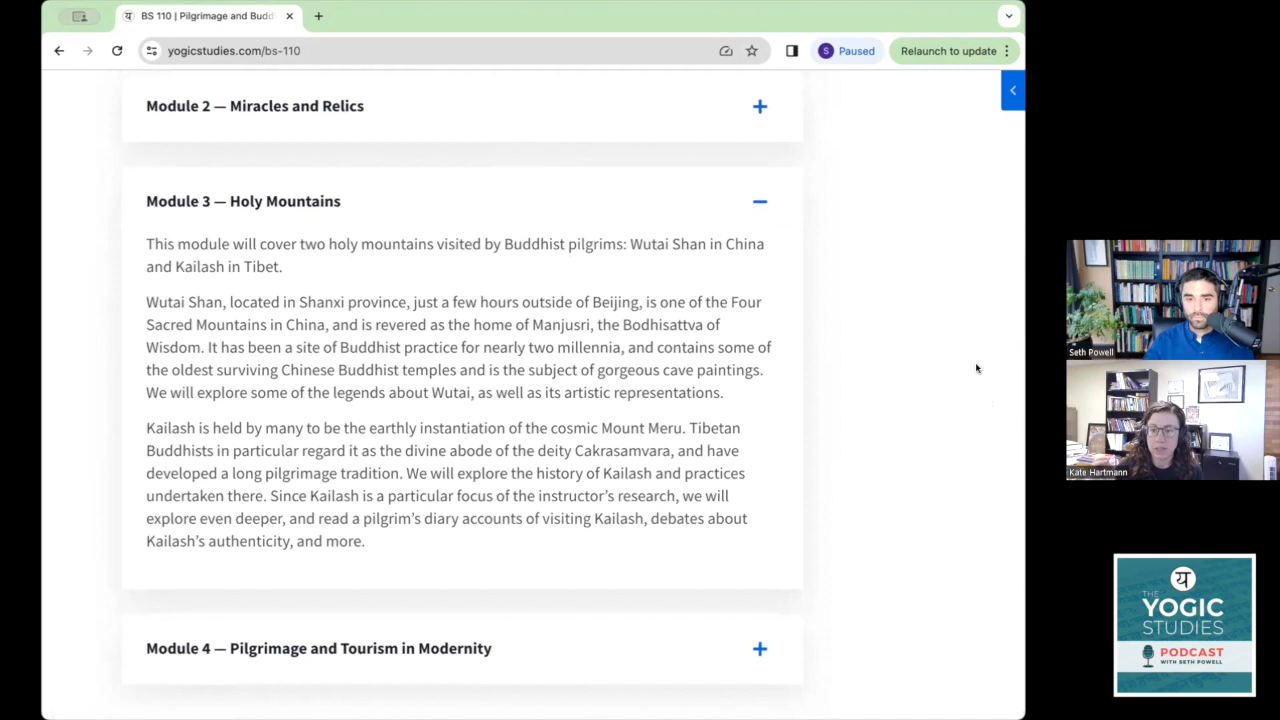 BS 110 | Pilgrimage and Budd
yogicstudies.com/bs-110
S Paused
Relaunch to update
Module 2 — Miracles and Relics
Module 3 — Holy Mountains
This module will cover two holy mountains visited by Buddhist pilgrims: Wutai Shan in China
and Kailash in Tibet.
Wutai Shan, located in Shanxi province, just a few hours outside of Beijing, is one of the Four
Sacred Mountains in China, and is revered as the home of Manjusri, the Bodhisattva of
Wisdom. It has been a site of Buddhist practice for nearly two millennia, and contains some of
the oldest surviving Chinese Buddhist temples and is the subject of gorgeous cave paintings.
We will explore some of the legends about Wutai, as well as its artistic representations.
Kailash is held by many to be the earthly instantiation of the cosmic Mount Meru. Tibetan
Buddhists in particular regard it as the divine abode of the deity Cakrasamvara, and have
developed a long pilgrimage tradition. We will explore the history of Kailash and practices
undertaken there. Since Kailash is a particular focus of the instructor's research, we will
explore even deeper, and read a pilgrim's diary accounts of visiting Kailash, debates about
Kailash's authenticity, and more.
Module 4 — Pilgrimage and Tourism in Modernity
Seth Powell
Kate Hartmann
य
THE
YOGIC
STUDIES
PODCAST
WITH SETH POWELL